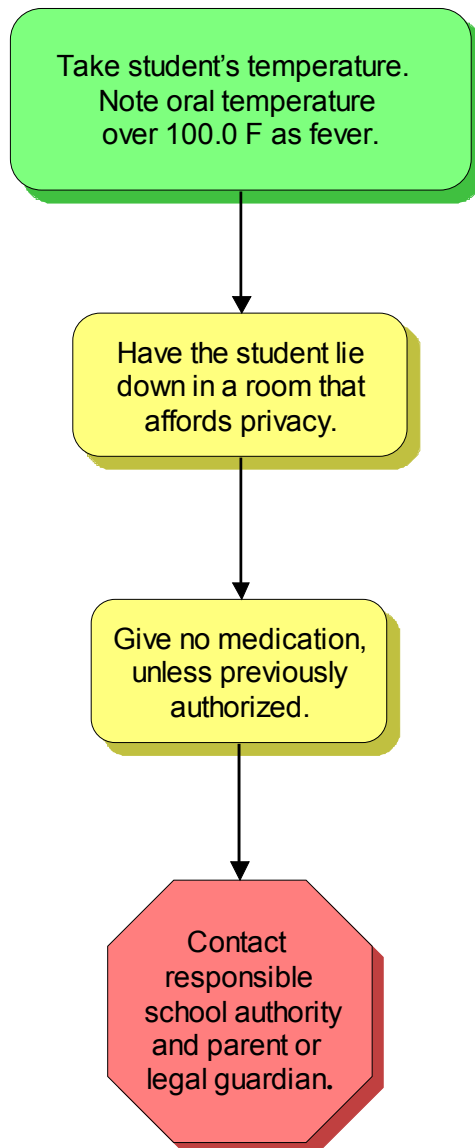 Take student’s temperature.
Note oral temperature
over 100.0 F as fever.
Have the student lie
down in a room that
affords privacy.
Give no medication,
unless previously
authorized.
Contact
responsible
school authority
and parent or
legal guardian.